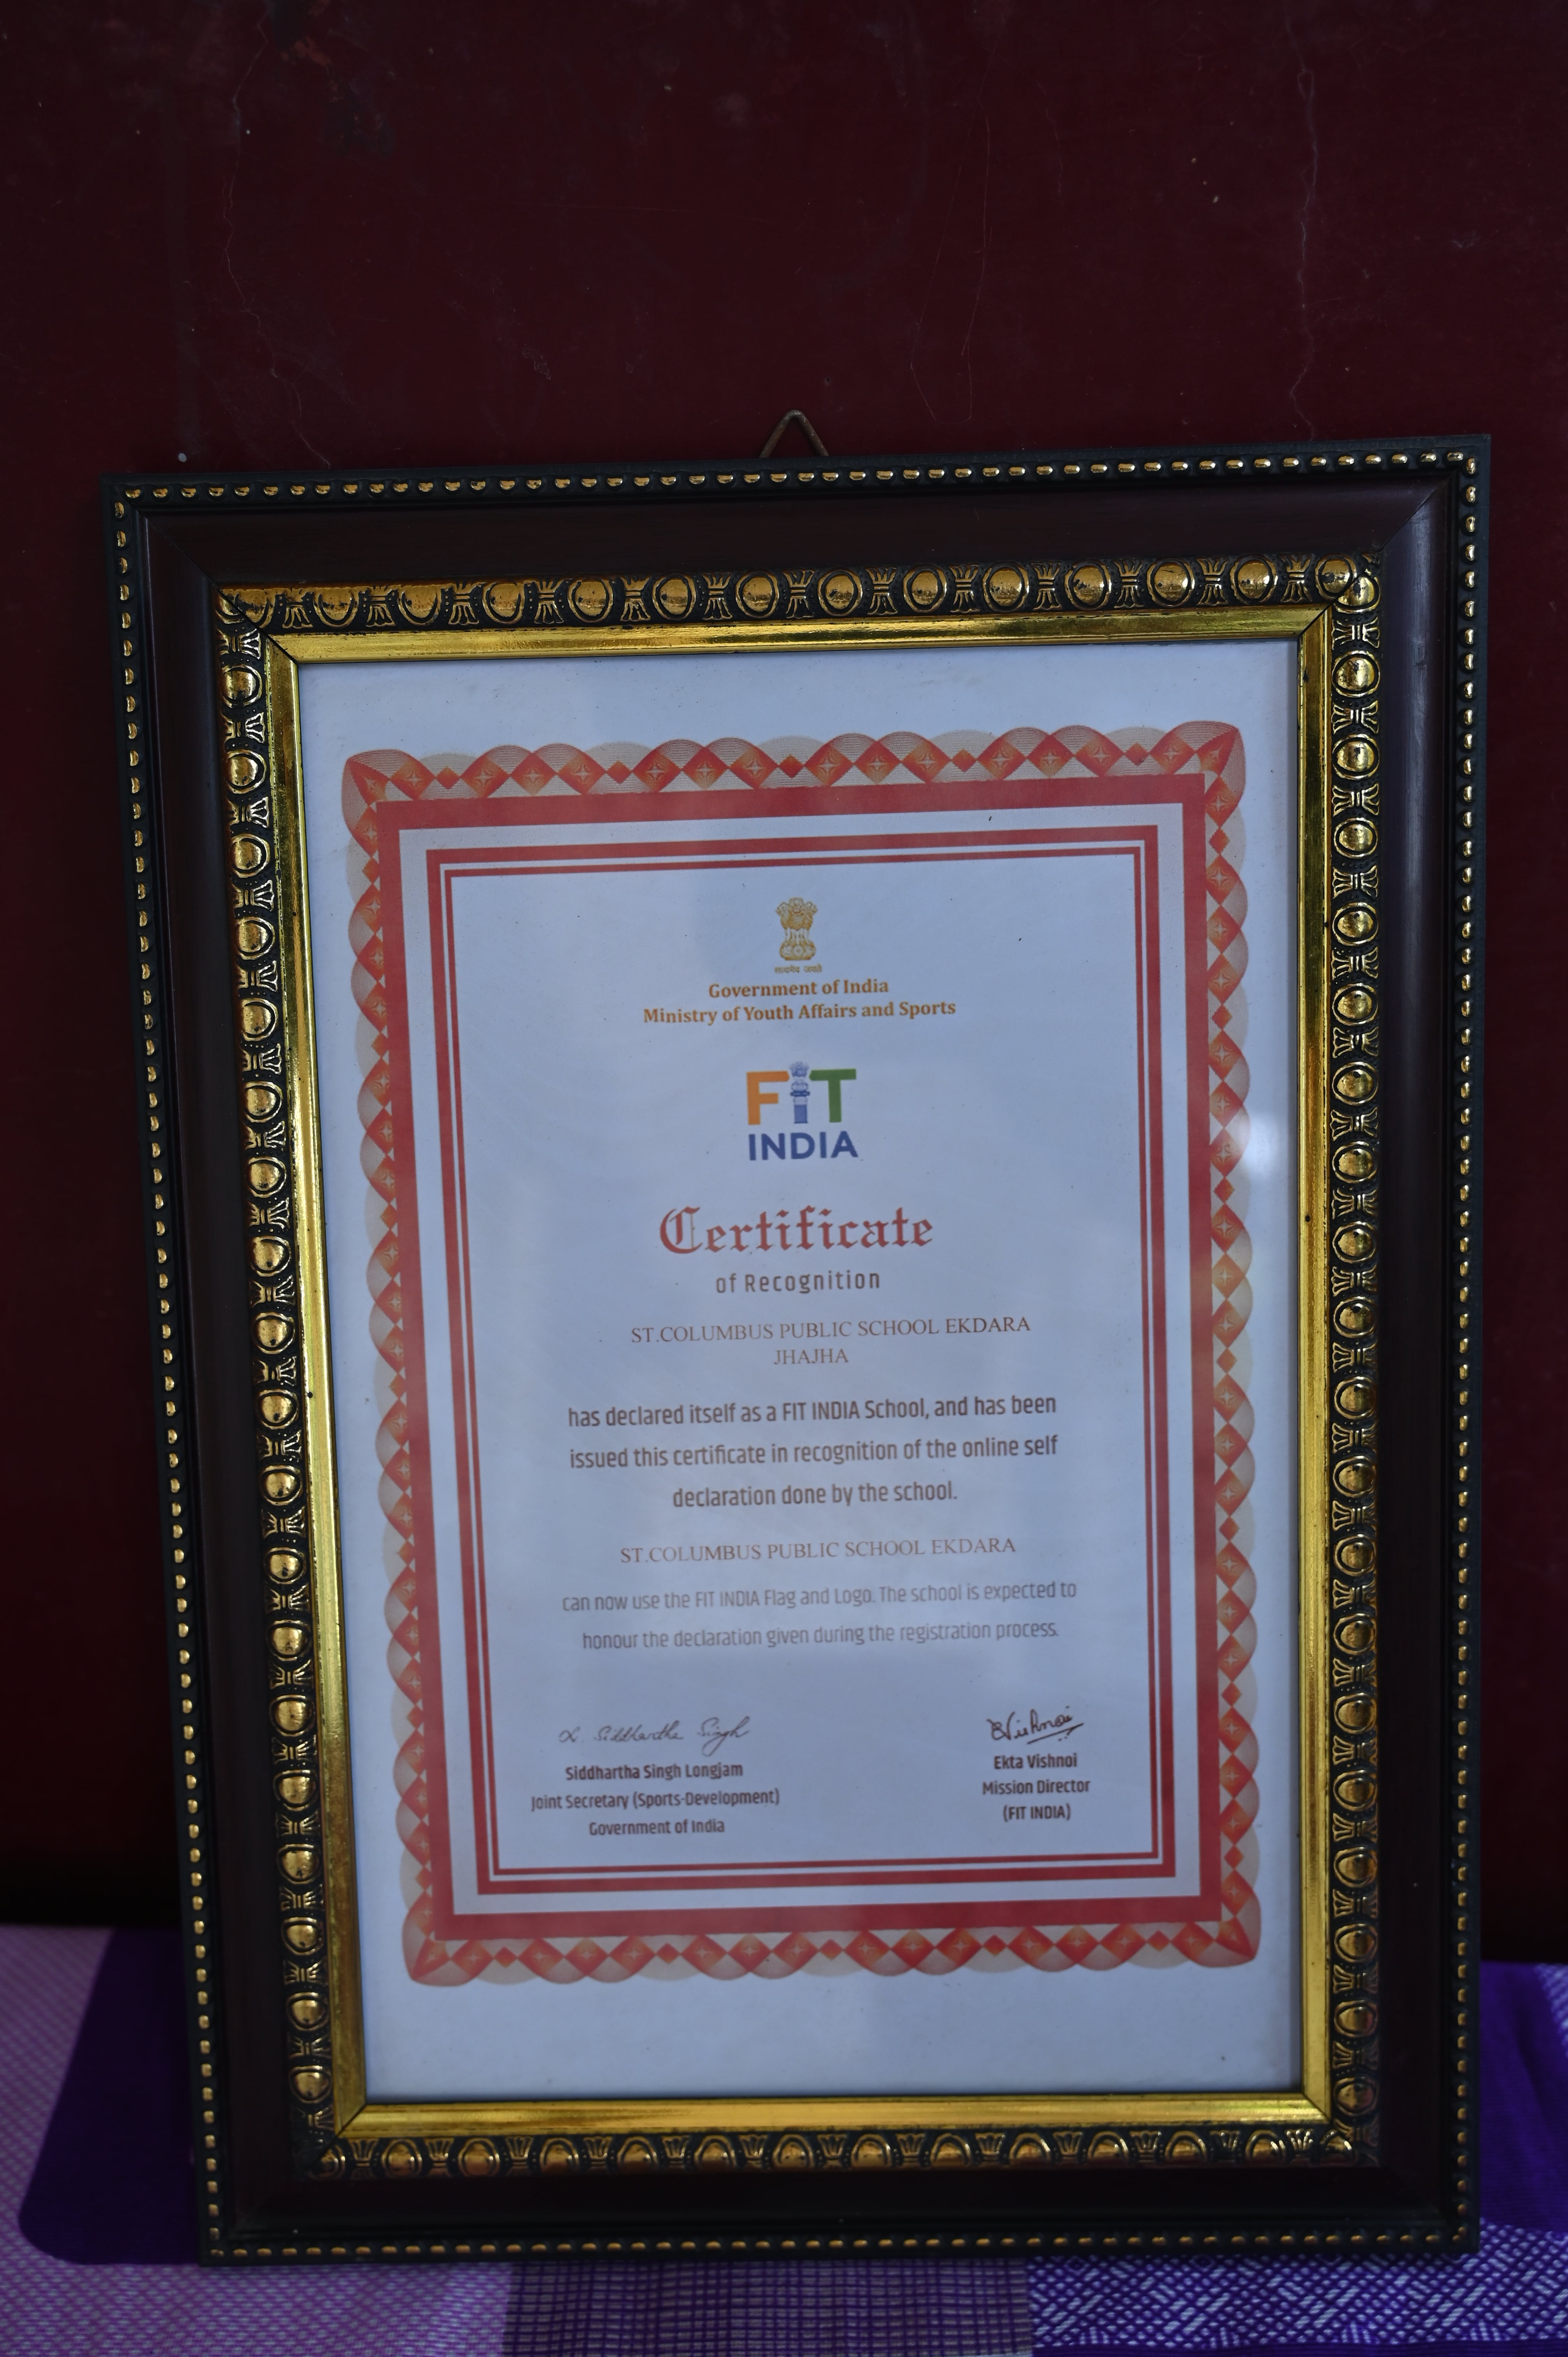 सत्यमेव जयते
Government of India
Ministry of Youth Affairs and Sports
FIT
INDIA
Certificate
of Recognition
ST.COLUMBUS PUBLIC SCHOOL EKDARA
JHAJHA
has declared itself as a FIT INDIA School, and has been
issued this certificate in recognition of the online self
declaration done by the school.
ST.COLUMBUS PUBLIC SCHOOL EKDARA
can now use the FIT INDIA Flag and Logo. The school is expected to
honour the declaration given during the registration process.
L. Siddhartha Singh
Siddhartha Singh Longjam
Joint Secretary (Sports-Development)
Government of India
EVishnoi
Ekta Vishnoi
Mission Director
(FIT INDIA)